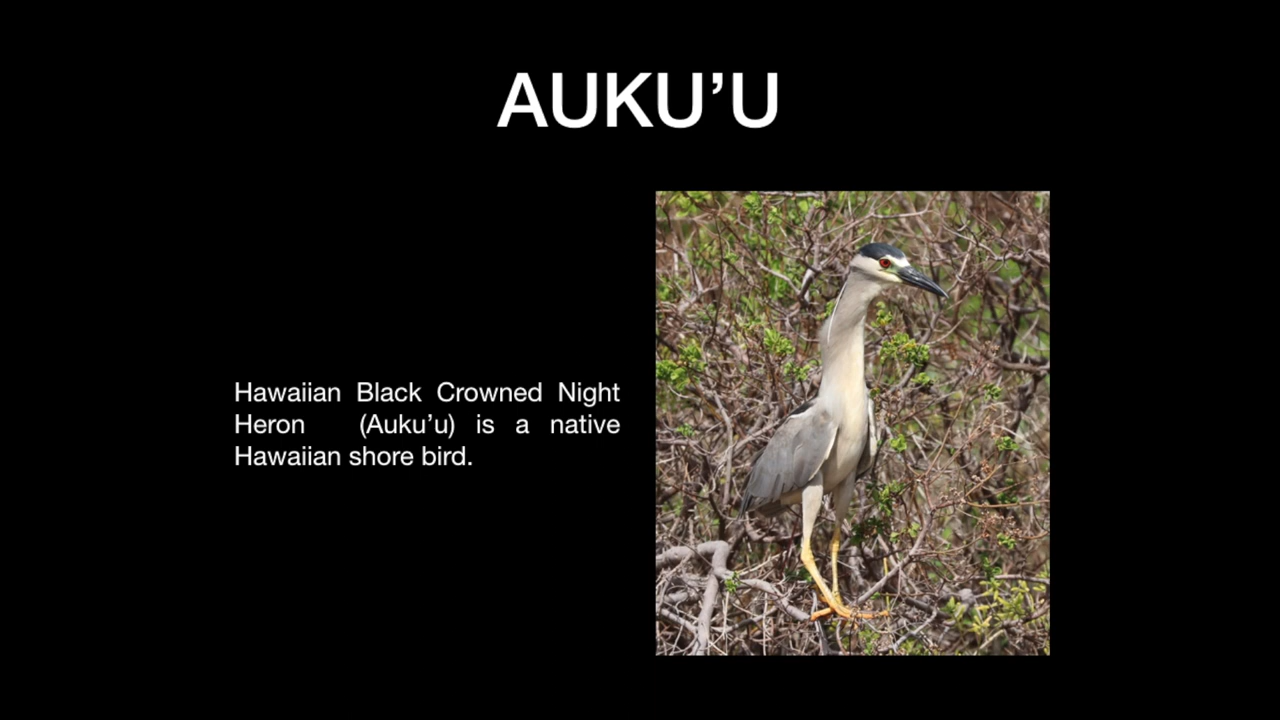 AUKU’U
Hawaiian Black Crowned Night
Heron (Auku’u) is a native
Hawaiian shore bird.